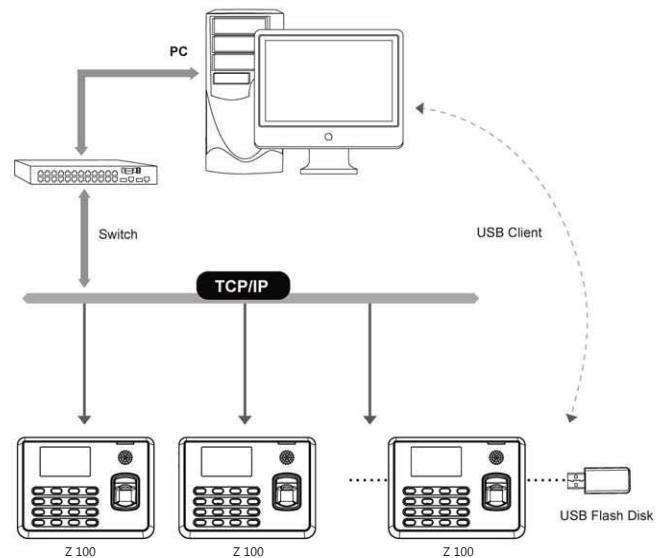 PC
Switch
USB Client
TCP/IP
USB Flash Disk
Z 100
Z 100
Z 100